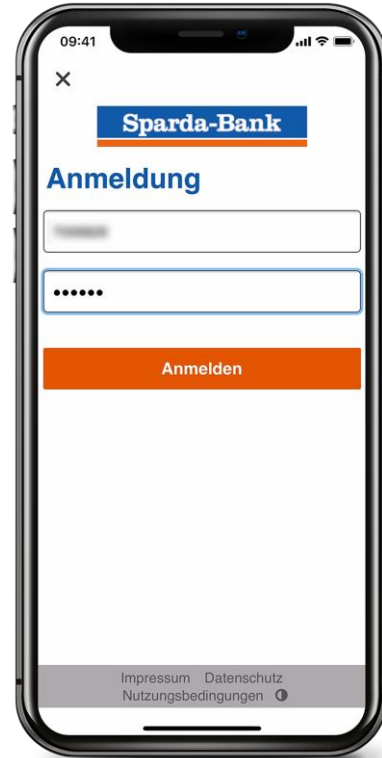 09:41
Sparda-Bank
Anmeldung
••••••
Anmelden
Impressum Datenschutz
Nutzungsbedingungen